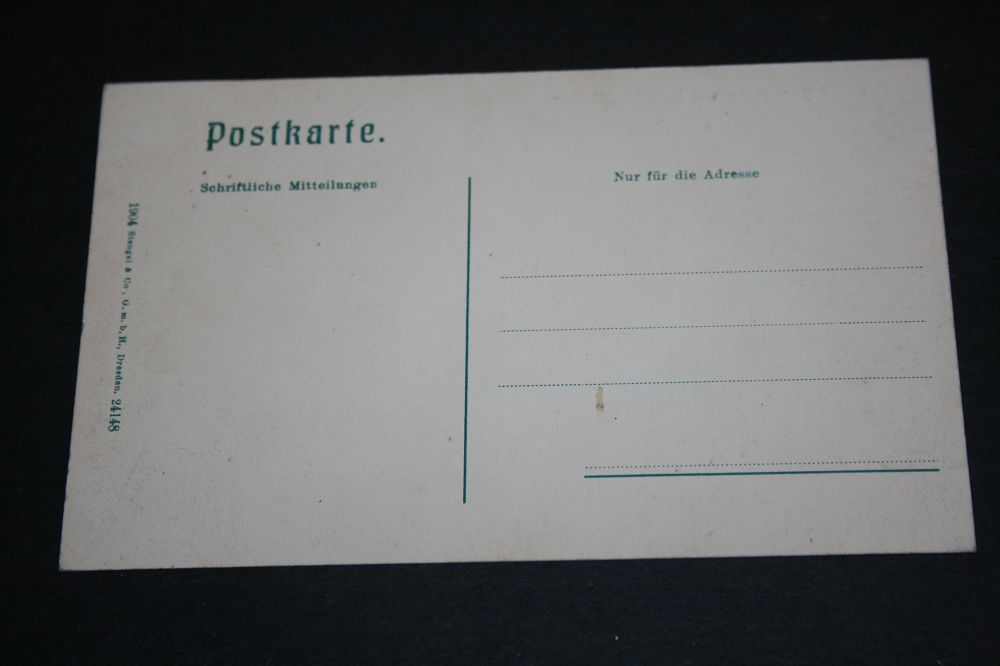 Postkarte.
Schriftliche Mitteilungen
Nur für die Adresse
1904 Stengel & Co., G. m. b. H., Dresden. 24148